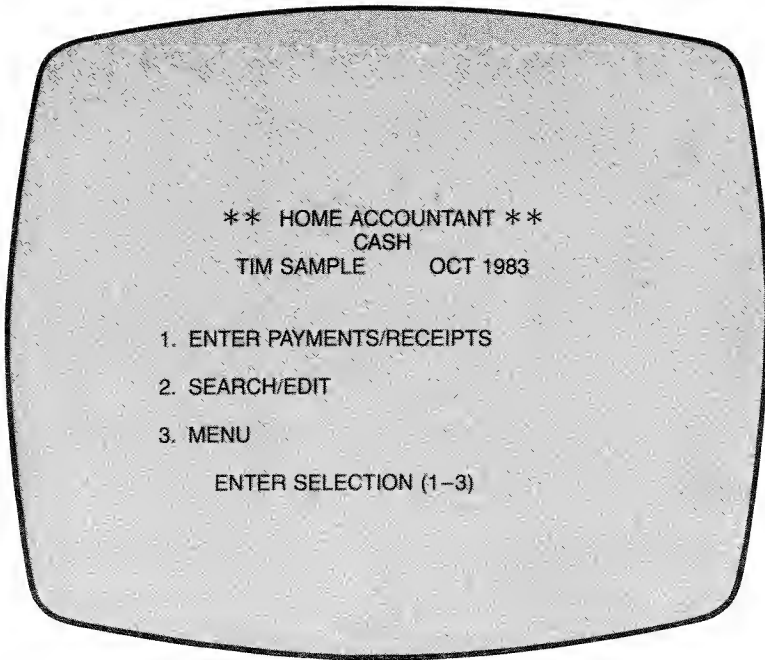 ** HOME ACCOUNTANT **
CASH
TIM SAMPLE OCT 1983
1. ENTER PAYMENTS/RECEIPTS
2. SEARCH/EDIT
3. MENU
ENTER SELECTION (1–3)